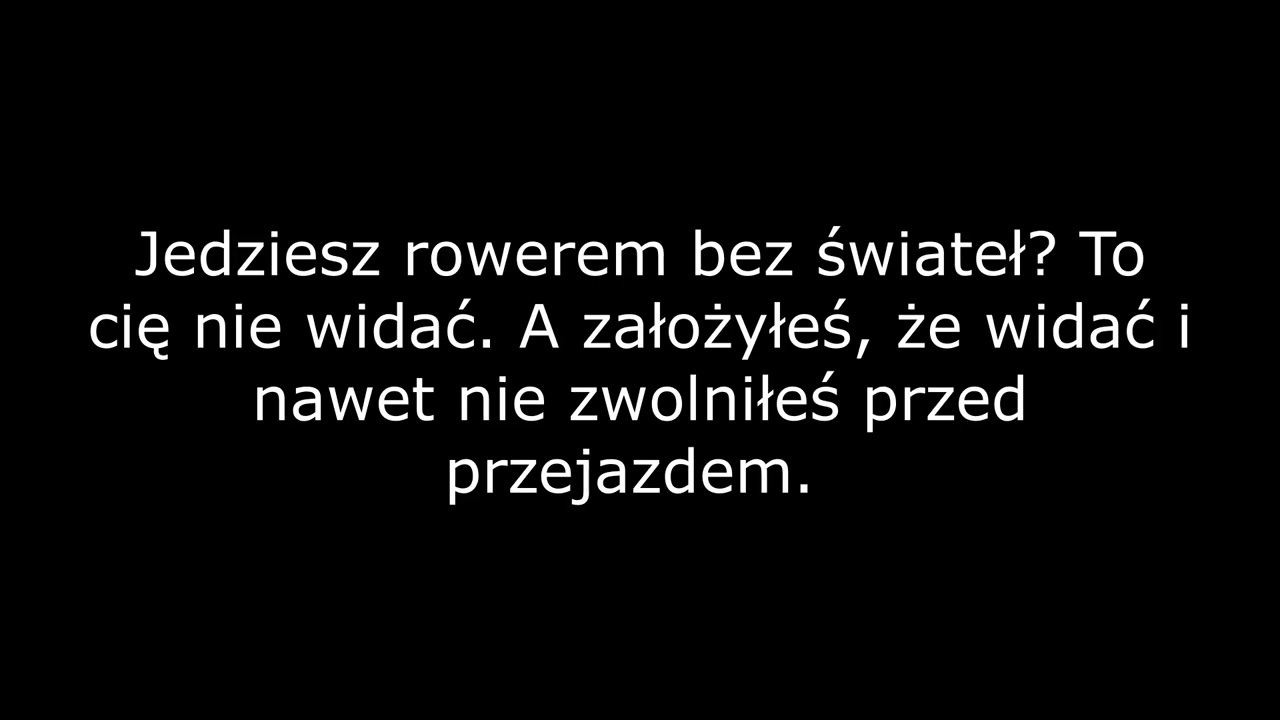 Jedziesz rowerem bez świateł? To
cię nie widać. A założyłeś, że widać i
nawet nie zwolniłeś przed
przejazdem.